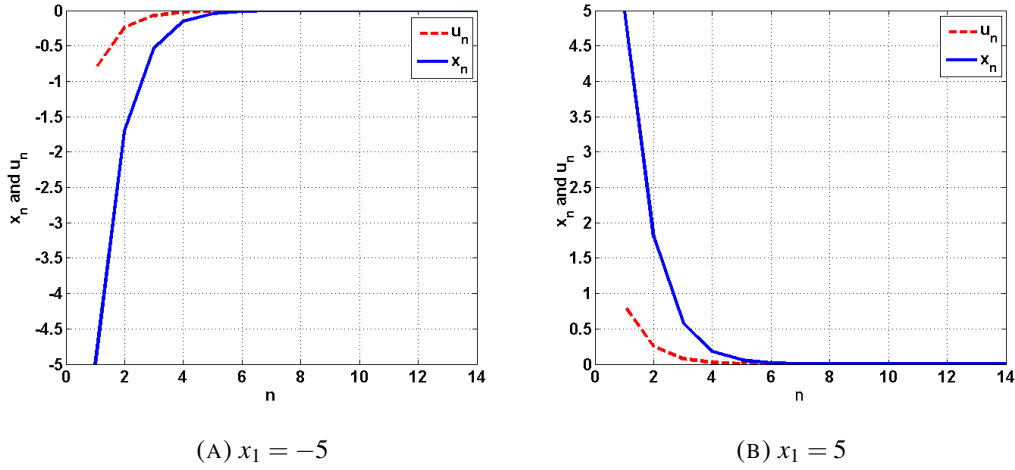 0
-0.5
-1
-1.5
-2
-2.5
-3
-3.5
-4
-4.5
-5
x_n and u_n
0 2 4 6 8 10 12 14
n
u_n
x_n
5
4.5
4
3.5
3
2.5
2
1.5
1
0.5
0
x_n and u_n
0 2 4 6 8 10 12 14
n
u_n
x_n
(A) x_1 = −5
(B) x_1 = 5